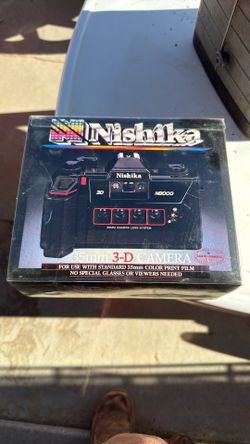 Nishika
Nishika
3D
N8000
35mm 3-D CAMERA
FOR USE WITH STANDARD 35mm COLOR PRINT FILM
NO SPECIAL GLASSES OR VIEWERS NEEDED